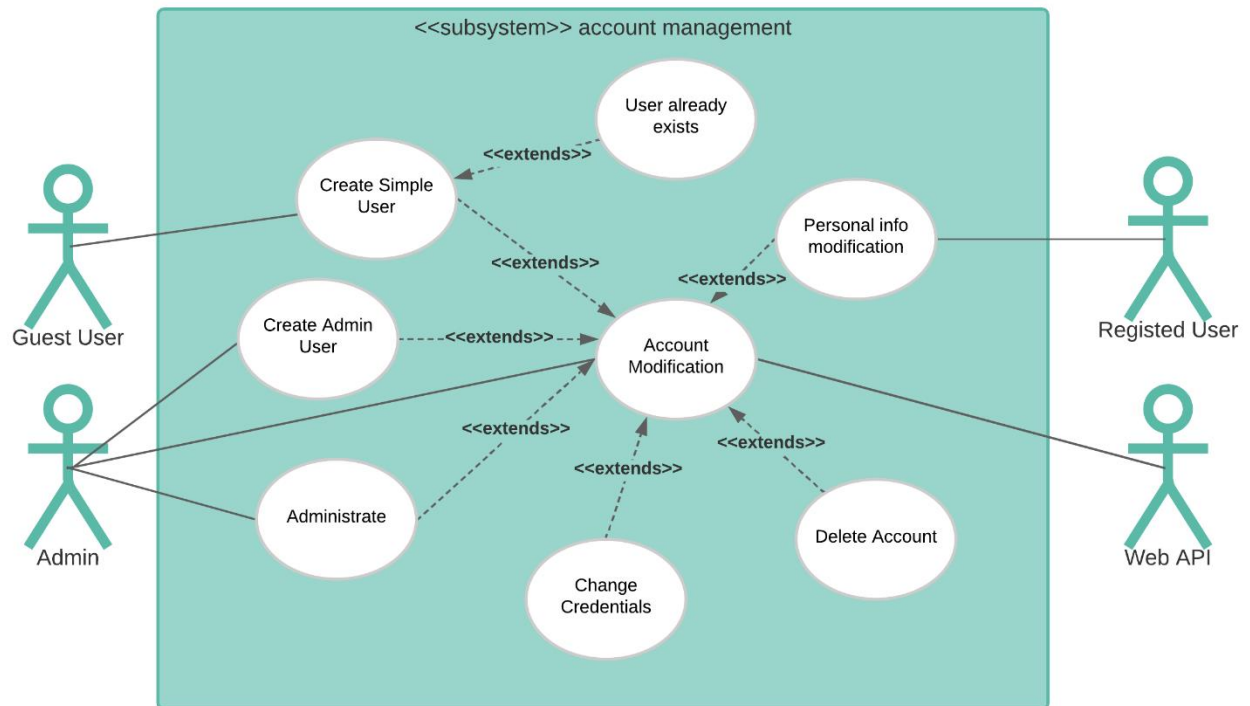 <<subsystem>> account management
User already
exists
<<extends>>
Create Simple
User
Personal info
modification
<<extends>>
<<extends>>
Guest User
Create Admin
User
<<extends>>
Account
Modification
Registed User
<<extends>>
<<extends>>
<<extends>>
Administrate
Delete Account
Admin
Web API
Change
Credentials